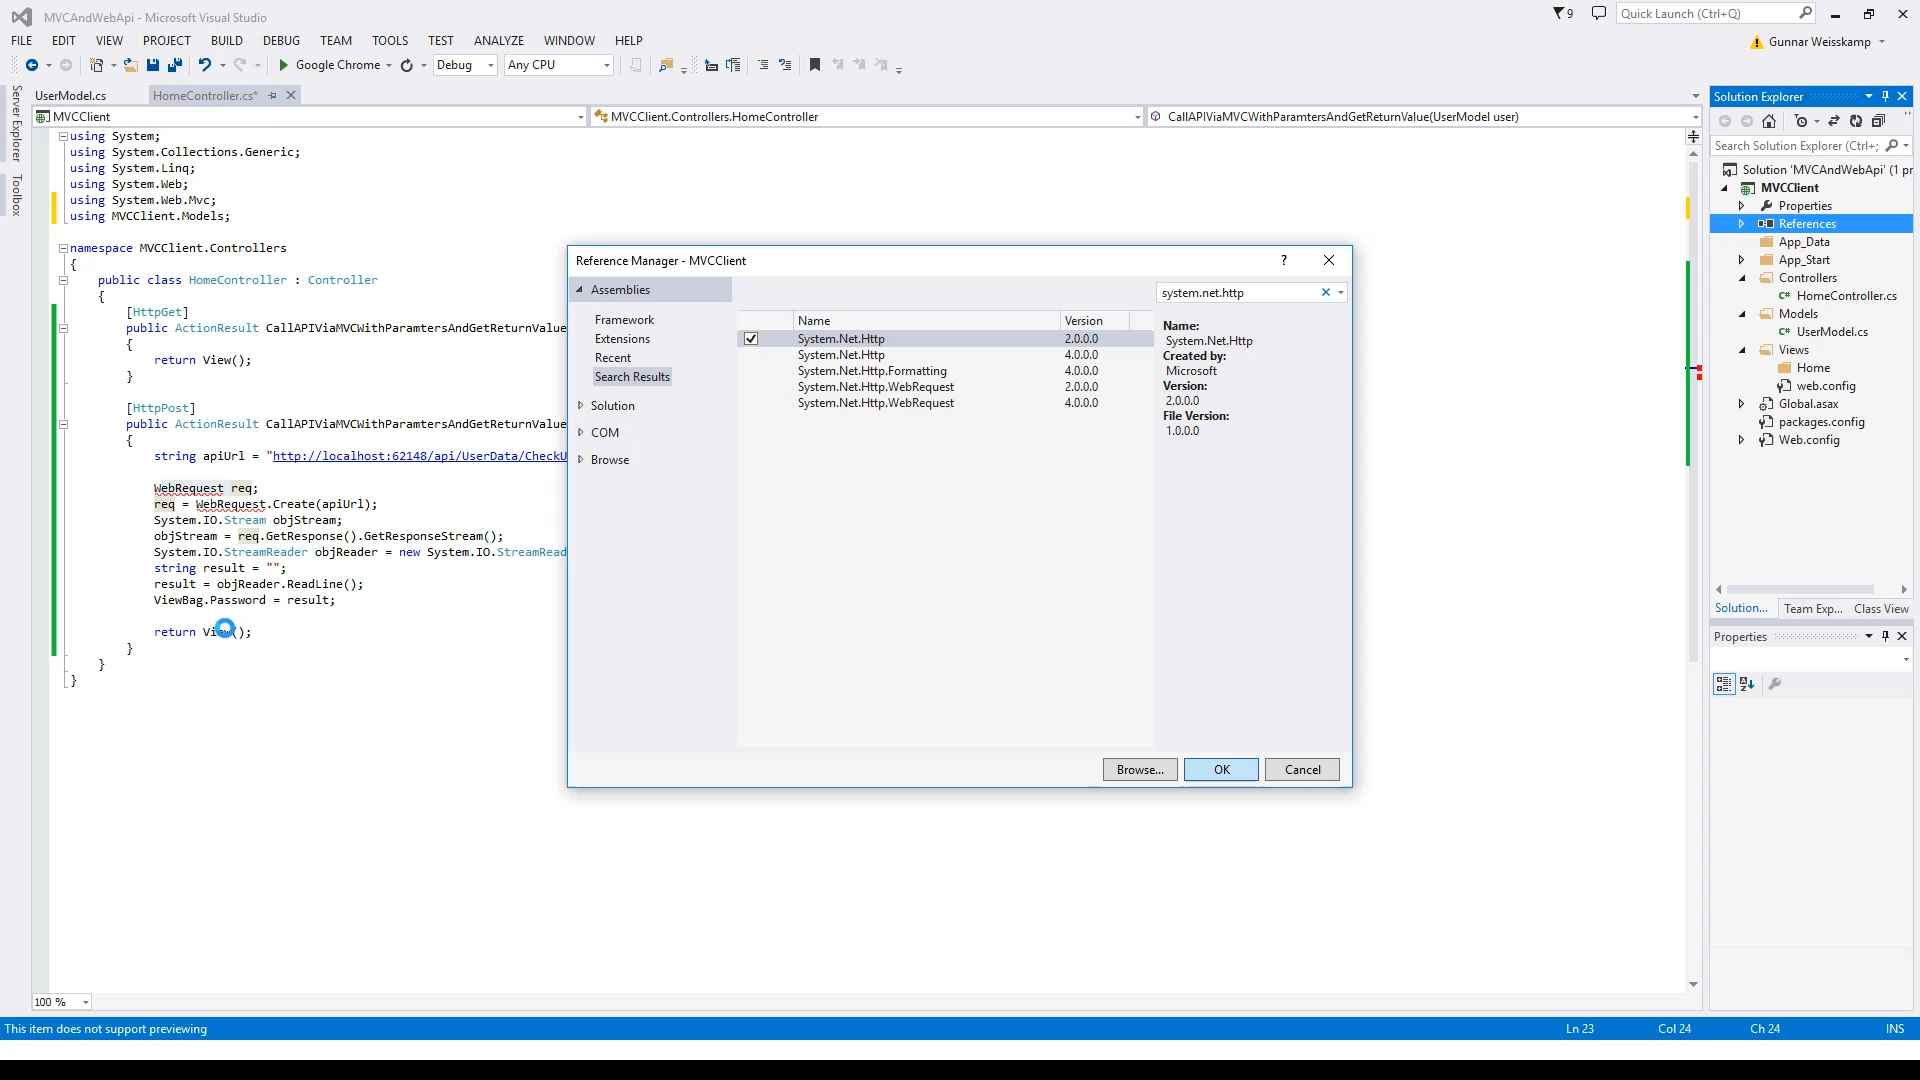 MVCAndWebApi - Microsoft Visual Studio
9
Quick Launch (Ctrl+Q)
FILE EDIT VIEW PROJECT BUILD DEBUG TEAM TOOLS TEST ANALYZE WINDOW HELP
Gunnar Weisskamp
Google Chrome Debug Any CPU
Server Explorer
Toolbox
UserModel.cs HomeController.cs*
MVCClient MVCClient.Controllers.HomeController CallAPIViaMVCWithParamtersAndGetReturnValue(UserModel user)
using System;
using System.Collections.Generic;
using System.Linq;
using System.Web;
using System.Web.Mvc;
using MVCClient.Models;
namespace MVCClient.Controllers
{
public class HomeController : Controller
{
[HttpGet]
public ActionResult CallAPIViaMVCWithParamtersAndGetReturnValue
{
return View();
}
[HttpPost]
public ActionResult CallAPIViaMVCWithParamtersAndGetReturnValue
{
string apiUrl = "http://localhost:62148/api/UserData/CheckU
WebRequest req;
req = WebRequest.Create(apiUrl);
System.IO.Stream objStream;
objStream = req.GetResponse().GetResponseStream();
System.IO.StreamReader objReader = new System.IO.StreamRead
string result = "";
result = objReader.ReadLine();
ViewBag.Password = result;
return View();
}
}
}
100 %
Reference Manager - MVCClient
?
Assemblies
Framework
Extensions
Recent
Search Results
Solution
COM
Browse
system.net.http
Name Version
System.Net.Http 2.0.0.0
System.Net.Http 4.0.0.0
System.Net.Http.Formatting 4.0.0.0
System.Net.Http.WebRequest 2.0.0.0
System.Net.Http.WebRequest 4.0.0.0
Name:
System.Net.Http
Created by:
Microsoft
Version:
2.0.0.0
File Version:
1.0.0.0
Browse... OK Cancel
Solution Explorer
Search Solution Explorer (Ctrl+;
Solution 'MVCAndWebApi' (1 pr
MVCClient
Properties
References
App_Data
App_Start
Controllers
HomeController.cs
Models
UserModel.cs
Views
Home
web.config
Global.asax
packages.config
Web.config
Solution... Team Exp... Class View
Properties
This item does not support previewing
Ln 23 Col 24 Ch 24 INS